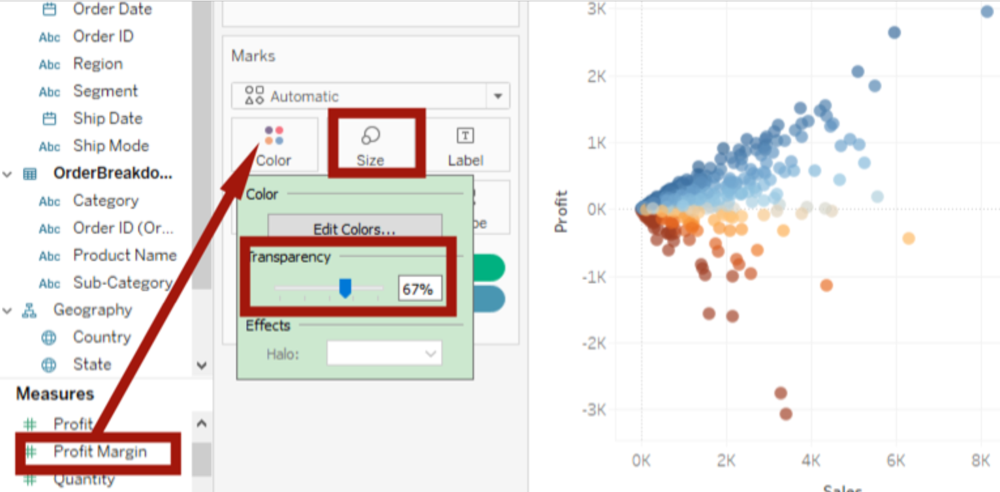 Order Date
Abc Order ID
Abc Region
Abc Segment
Ship Date
Abc Ship Mode
OrderBreakdo...
Abc Category
Abc Order ID (Or...
Abc Product Name
Abc Sub-Category
Geography
Country
State
Measures
# Profit
# Profit Margin
# Quantity
Marks
Automatic
Color
Size
T
Label
Color
Edit Colors...
Transparency
67%
Effects
Halo:
3K
2K
1K
0K
-1K
-2K
-3K
Profit
0K 2K 4K 6K 8K
Sales